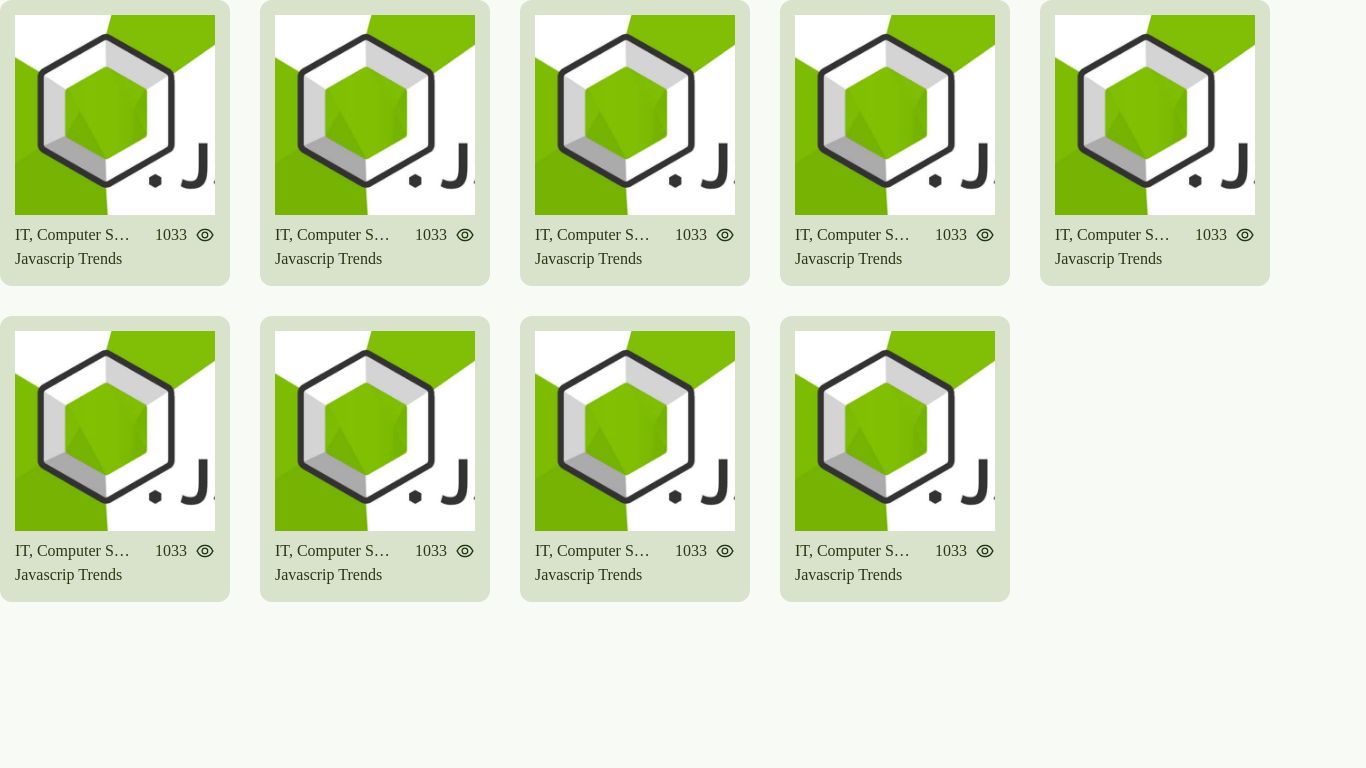 .J.
.J.
.J.
.J.
.J.
IT, Computer S… 1033
IT, Computer S… 1033
IT, Computer S… 1033
IT, Computer S… 1033
IT, Computer S… 1033
Javascrip Trends
Javascrip Trends
Javascrip Trends
Javascrip Trends
Javascrip Trends
.J.
.J.
.J.
.J.
IT, Computer S… 1033
IT, Computer S… 1033
IT, Computer S… 1033
IT, Computer S… 1033
Javascrip Trends
Javascrip Trends
Javascrip Trends
Javascrip Trends